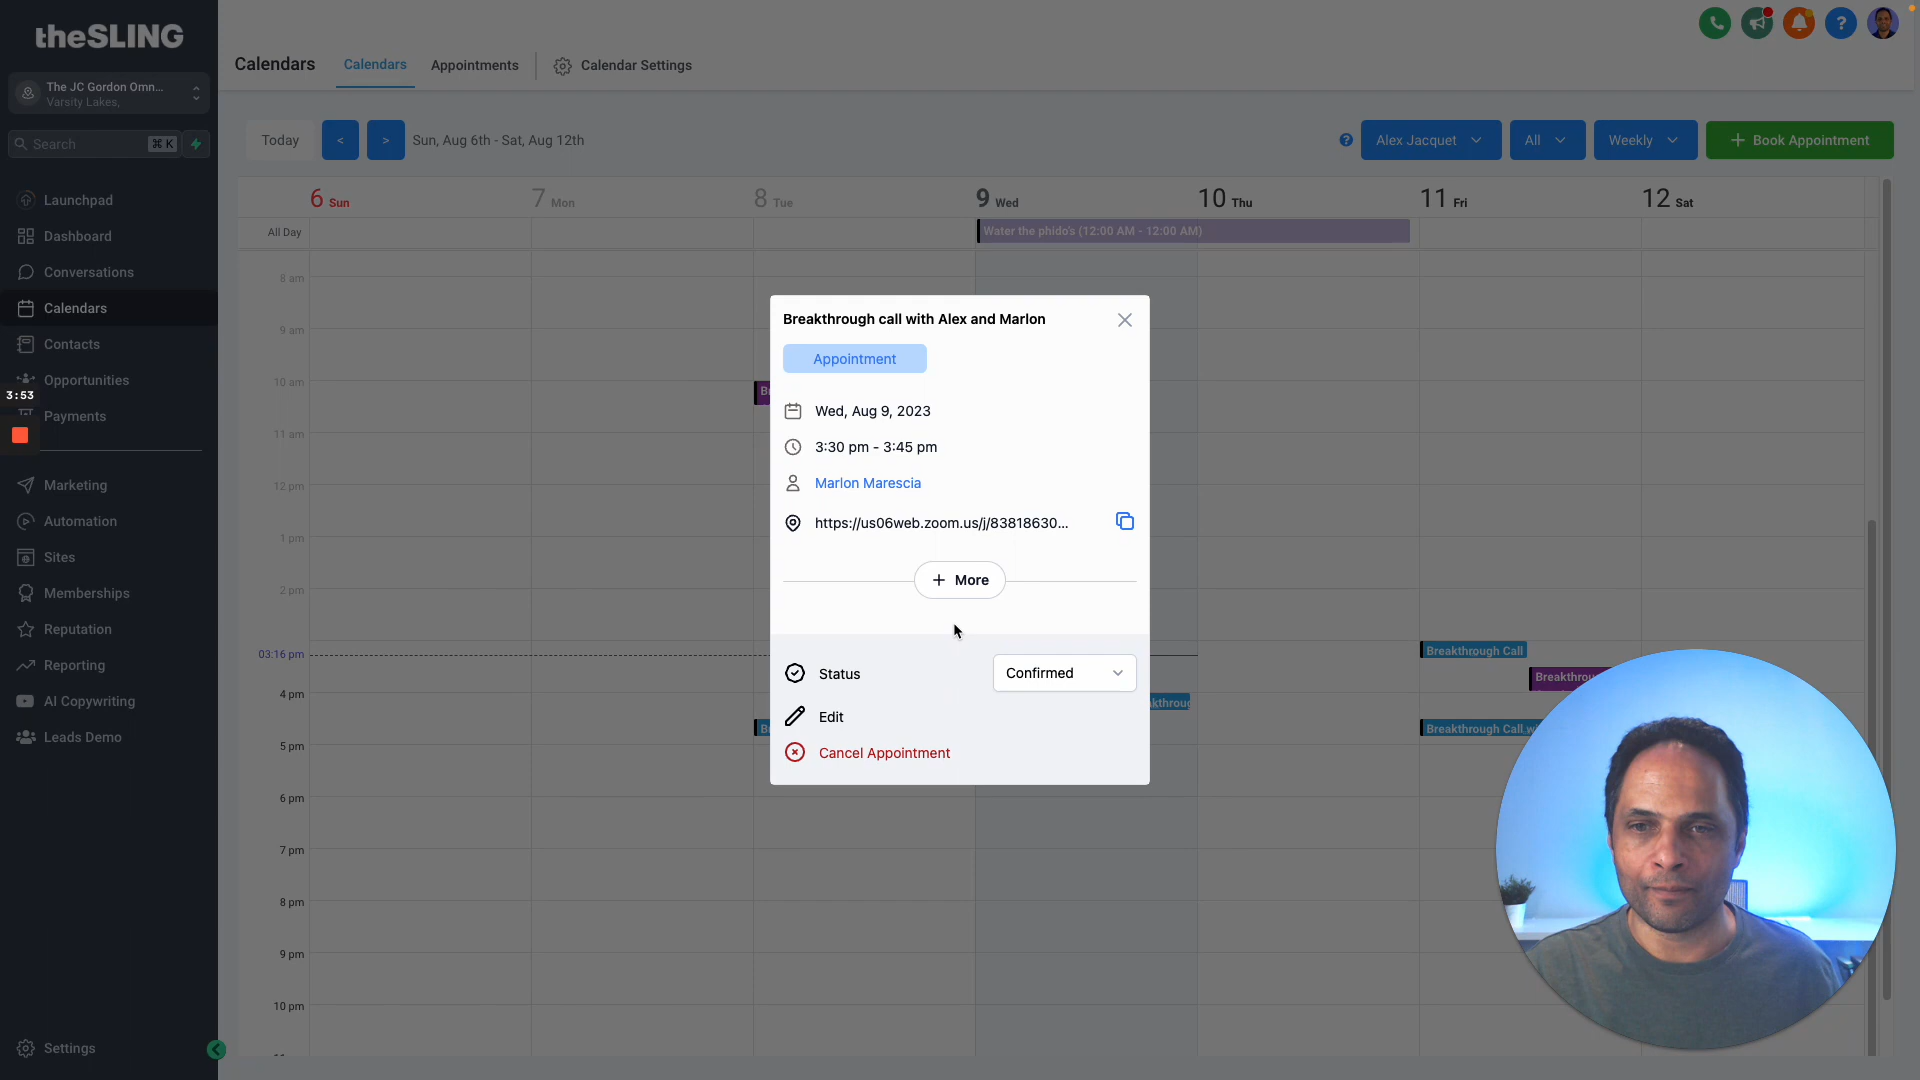 theSLING
The JC Gordon Omn...
Varsity Lakes,
Search
⌘ K
Launchpad
Dashboard
Conversations
Calendars
Contacts
Opportunities
3:53
Payments
Marketing
Automation
Sites
Memberships
Reputation
Reporting
AI Copywriting
Leads Demo
Settings
Calendars
Calendars
Appointments
Calendar Settings
Today
<
>
Sun, Aug 6th - Sat, Aug 12th
?
?
Alex Jacquet
All
Weekly
+ Book Appointment
6 Sun
7 Mon
8 Tue
9 Wed
10 Thu
11 Fri
12 Sat
All Day
Water the phido's (12:00 AM - 12:00 AM)
8 am
9 am
10 am
11 am
12 pm
1 pm
2 pm
03:16 pm
4 pm
5 pm
6 pm
7 pm
8 pm
9 pm
10 pm
Breakthrough call with Alex and Marlon
Appointment
Wed, Aug 9, 2023
3:30 pm - 3:45 pm
Marlon Marescia
https://us06web.zoom.us/j/83818630...
+ More
Status
Confirmed
Edit
Cancel Appointment
Breakthrough Call
Breakthrou
Breakthrough Call wi